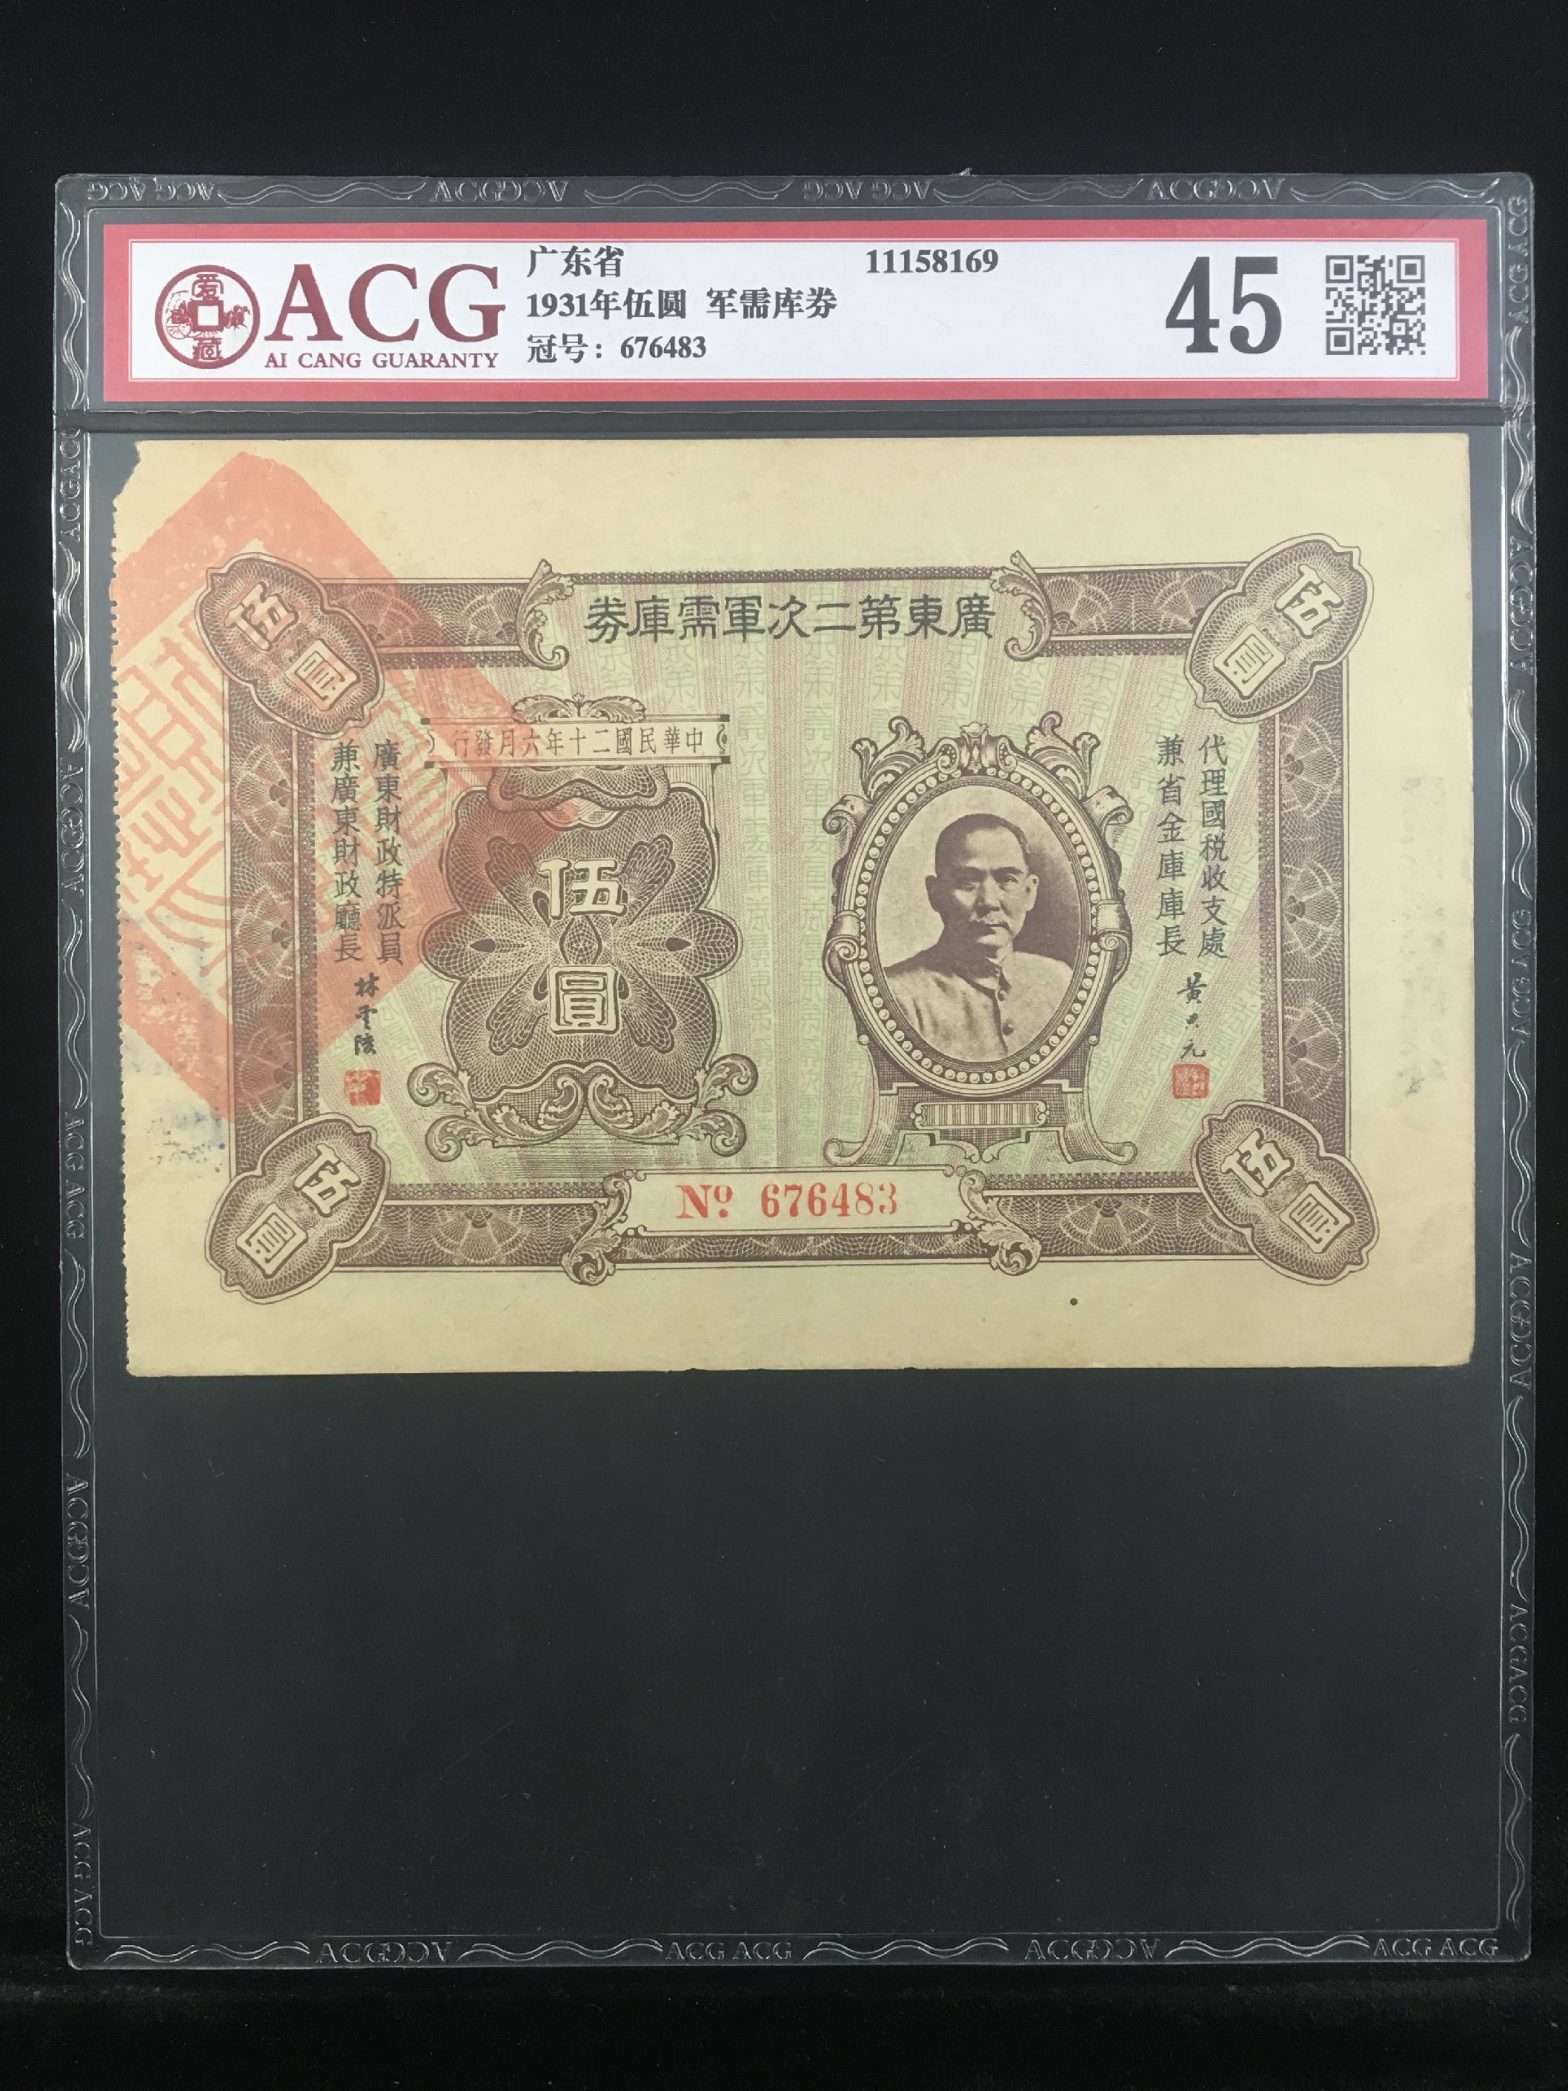 ACG
AI CANG GUARANTY
广东省 11158169
1931年伍圆 军需库券
冠号: 676483
45
廣東第二次軍需庫券
伍圓
伍圓
中華民國二十年六月發行
代理國税收支處
兼省金庫庫長
廣東財政特派員
兼廣東財政廳長
林雲陔
伍圓
伍圓
伍圓
Nº 676483